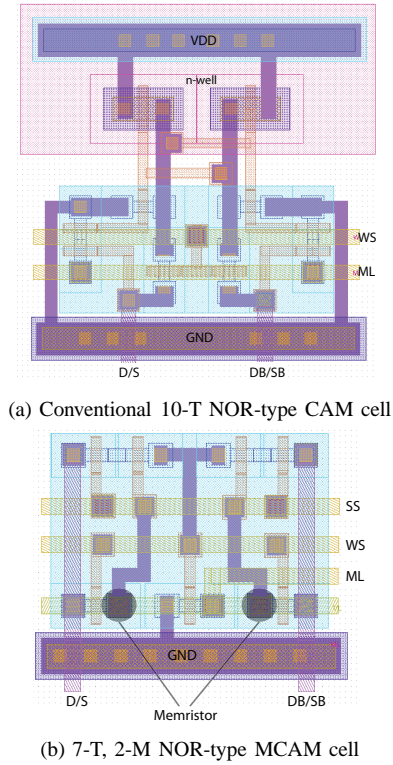 VDD
n-well
WS
ML
GND
D/S DB/SB
(a) Conventional 10-T NOR-type CAM cell
SS
WS
ML
GND
D/S DB/SB
Memristor
(b) 7-T, 2-M NOR-type MCAM cell